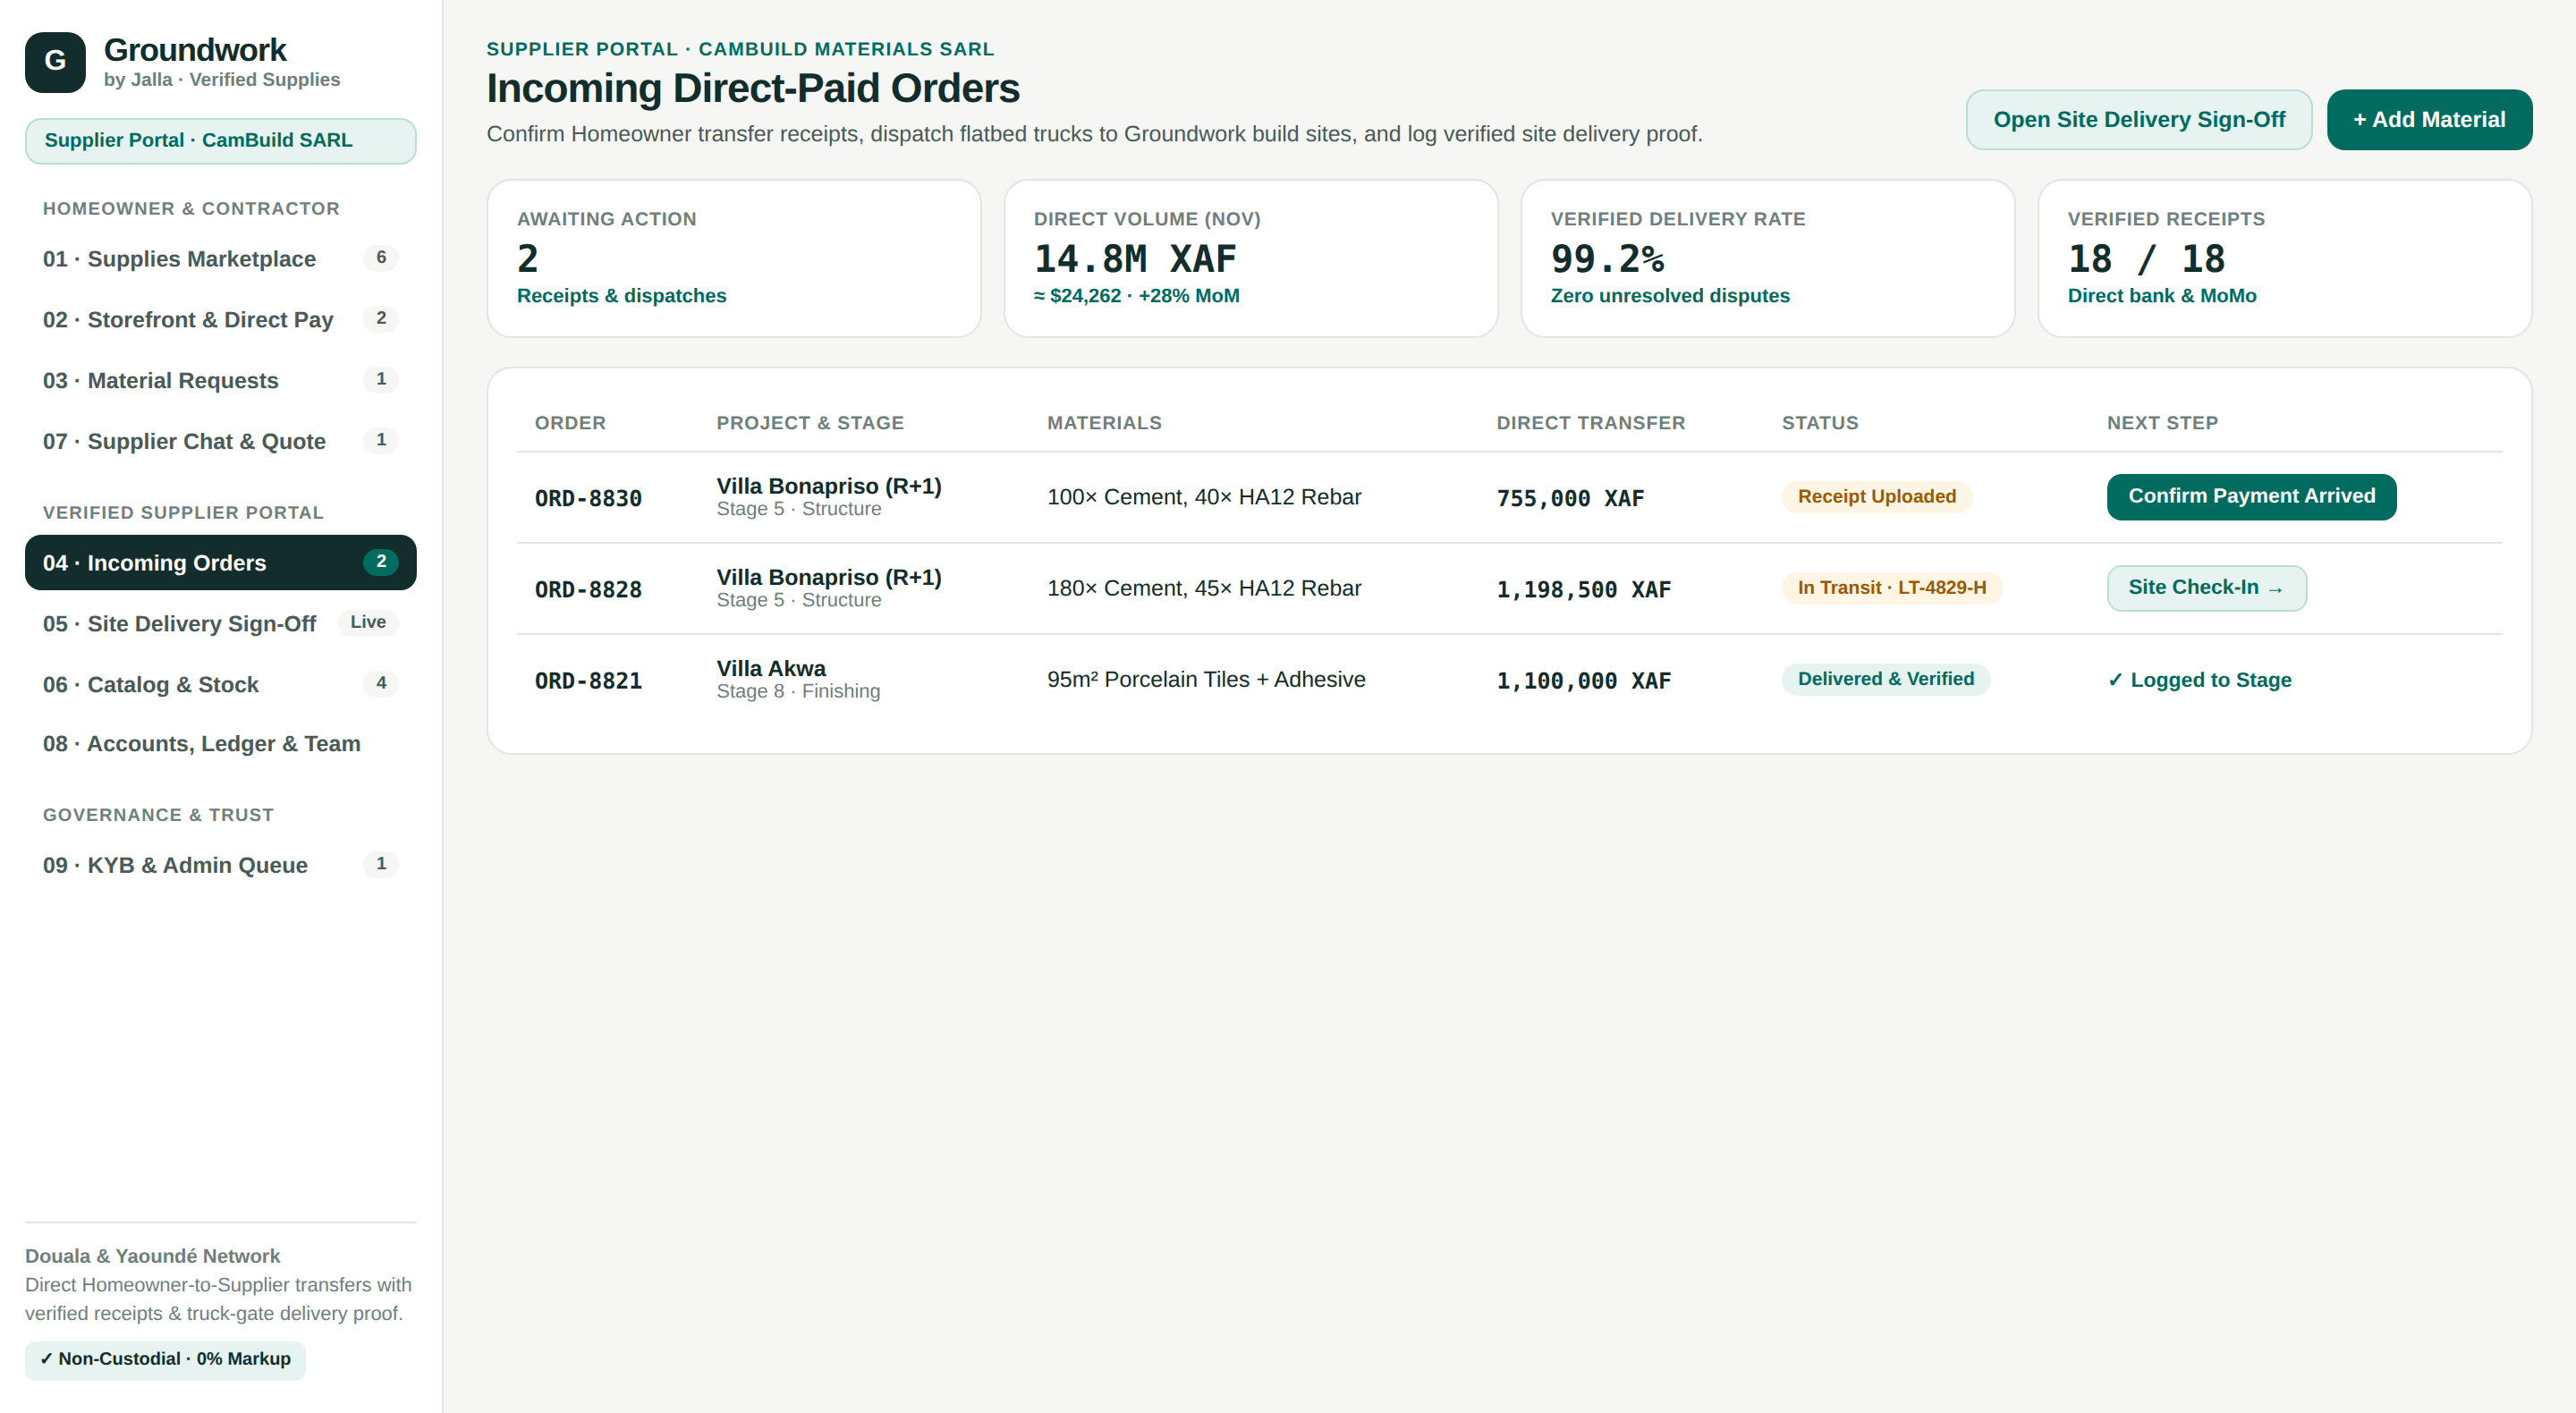 G
Groundwork
by Jalla · Verified Supplies
Supplier Portal · CamBuild SARL
HOMEOWNER & CONTRACTOR
01 · Supplies Marketplace 6
02 · Storefront & Direct Pay 2
03 · Material Requests 1
07 · Supplier Chat & Quote 1
VERIFIED SUPPLIER PORTAL
04 · Incoming Orders 2
05 · Site Delivery Sign-Off Live
06 · Catalog & Stock 4
08 · Accounts, Ledger & Team
GOVERNANCE & TRUST
09 · KYB & Admin Queue 1
Douala & Yaoundé Network
Direct Homeowner-to-Supplier transfers with
verified receipts & truck-gate delivery proof.
✓ Non-Custodial · 0% Markup
SUPPLIER PORTAL · CAMBUILD MATERIALS SARL
Incoming Direct-Paid Orders
Confirm Homeowner transfer receipts, dispatch flatbed trucks to Groundwork build sites, and log verified site delivery proof.
Open Site Delivery Sign-Off
+ Add Material
AWAITING ACTION
2
Receipts & dispatches
DIRECT VOLUME (NOV)
14.8M XAF
≈ $24,262 · +28% MoM
VERIFIED DELIVERY RATE
99.2%
Zero unresolved disputes
VERIFIED RECEIPTS
18 / 18
Direct bank & MoMo
ORDER PROJECT & STAGE MATERIALS DIRECT TRANSFER STATUS NEXT STEP
ORD-8830 Villa Bonapriso (R+1) 100× Cement, 40× HA12 Rebar 755,000 XAF Receipt Uploaded Confirm Payment Arrived
Stage 5 · Structure
ORD-8828 Villa Bonapriso (R+1) 180× Cement, 45× HA12 Rebar 1,198,500 XAF In Transit · LT-4829-H Site Check-In →
Stage 5 · Structure
ORD-8821 Villa Akwa 95m² Porcelain Tiles + Adhesive 1,100,000 XAF Delivered & Verified ✓ Logged to Stage
Stage 8 · Finishing